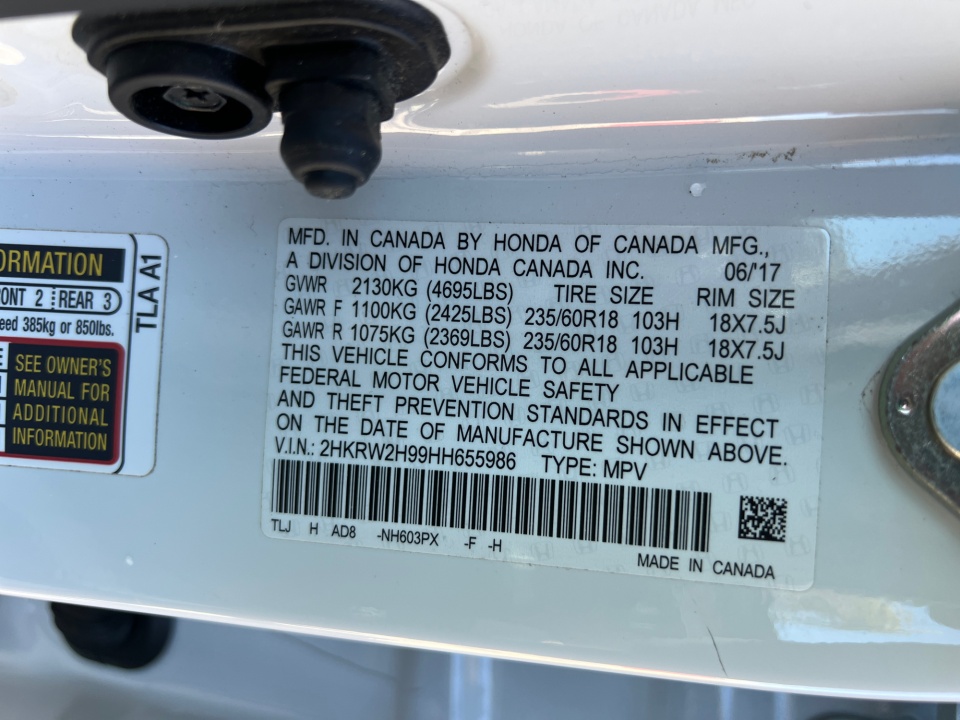 ORMATION
ONT 2 REAR 3
eed 385kg or 850lbs.
SEE OWNER'S
MANUAL FOR
ADDITIONAL
INFORMATION
TLA A1
MFD. IN CANADA BY HONDA OF CANADA MFG.,
A DIVISION OF HONDA CANADA INC. 06/'17
GVWR 2130KG (4695LBS) TIRE SIZE RIM SIZE
GAWR F 1100KG (2425LBS) 235/60R18 103H 18X7.5J
GAWR R 1075KG (2369LBS) 235/60R18 103H 18X7.5J
THIS VEHICLE CONFORMS TO ALL APPLICABLE
FEDERAL MOTOR VEHICLE SAFETY
AND THEFT PREVENTION STANDARDS IN EFFECT
ON THE DATE OF MANUFACTURE SHOWN ABOVE.
V.I.N.: 2HKRW2H99HH655986 TYPE: MPV
TLJ H AD8 -NH603PX -F -H
MADE IN CANADA